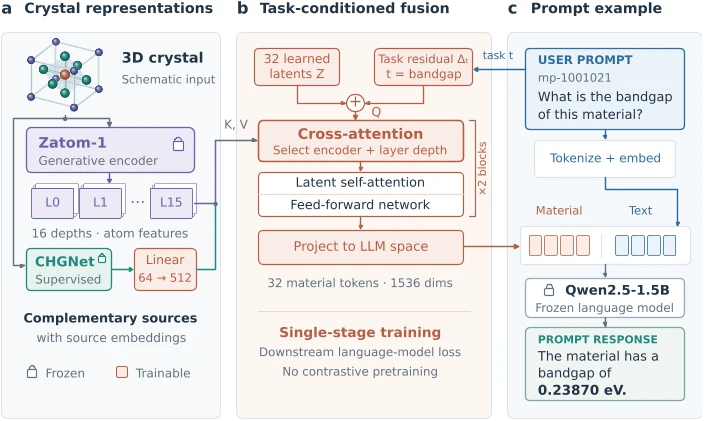 a Crystal representations
3D crystal
Schematic input
Zatom-1
Generative encoder
L0
L1
...
L15
16 depths · atom features
CHGNet
Supervised
Linear
64 → 512
Complementary sources
with source embeddings
Frozen
Trainable
b Task-conditioned fusion
32 learned
latents Z
Task residual Δₜ
t = bandgap
+
Q
K, V
Cross-attention
Select encoder + layer depth
Latent self-attention
Feed-forward network
×2 blocks
Project to LLM space
32 material tokens · 1536 dims
Single-stage training
Downstream language-model loss
No contrastive pretraining
c Prompt example
task t
USER PROMPT
mp-1001021
What is the bandgap
of this material?
Tokenize + embed
Material
Text
Qwen2.5-1.5B
Frozen language model
PROMPT RESPONSE
The material has a
bandgap of
0.23870 eV.